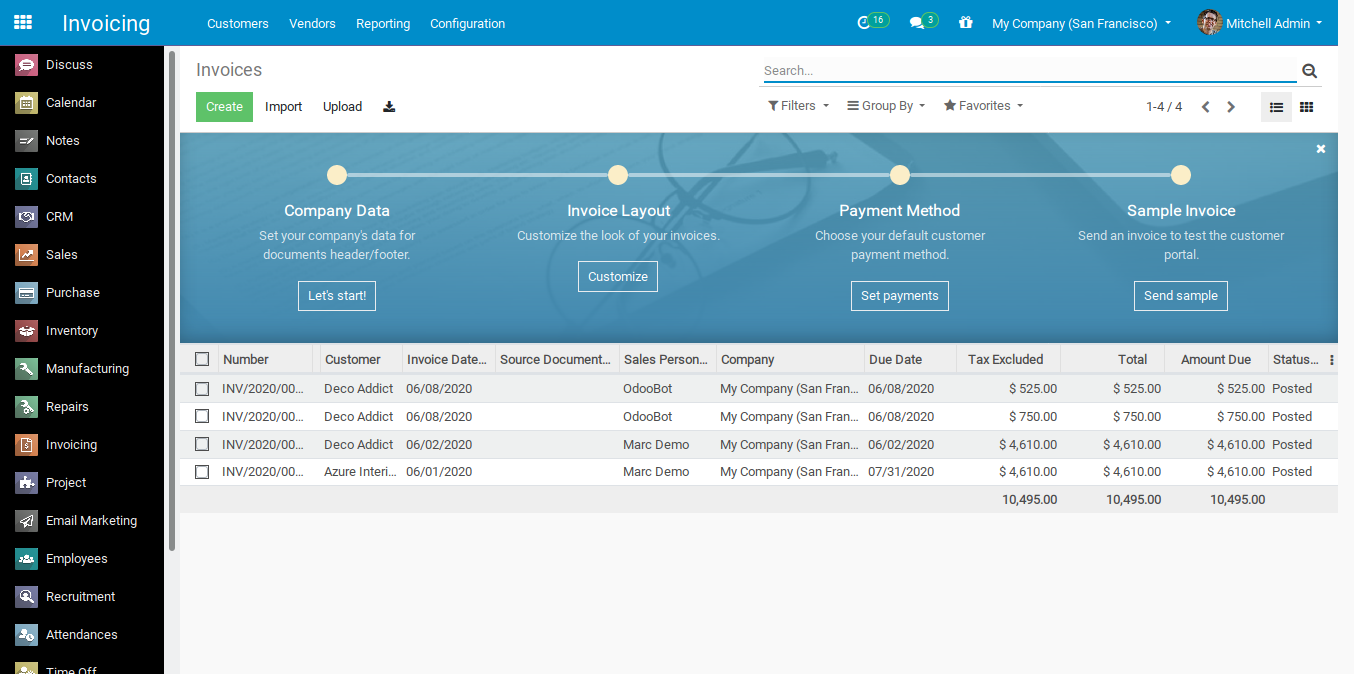 Invoicing
Customers Vendors Reporting Configuration
16 3 My Company (San Francisco) Mitchell Admin
Discuss
Calendar
Notes
Contacts
CRM
Sales
Purchase
Inventory
Manufacturing
Repairs
Invoicing
Project
Email Marketing
Employees
Recruitment
Attendances
Time Off
Invoices
Search...
Create Import Upload
Filters Group By Favorites 1-4 / 4
Company Data
Set your company's data for
documents header/footer.
Let's start!
Invoice Layout
Customize the look of your invoices.
Customize
Payment Method
Choose your default customer
payment method.
Set payments
Sample Invoice
Send an invoice to test the customer
portal.
Send sample
Number Customer Invoice Date... Source Document... Sales Person... Company Due Date Tax Excluded Total Amount Due Status...
INV/2020/00... Deco Addict 06/08/2020 OdooBot My Company (San Fran... 06/08/2020 $ 525.00 $ 525.00 $ 525.00 Posted
INV/2020/00... Deco Addict 06/08/2020 OdooBot My Company (San Fran... 06/08/2020 $ 750.00 $ 750.00 $ 750.00 Posted
INV/2020/00... Deco Addict 06/02/2020 Marc Demo My Company (San Fran... 06/02/2020 $ 4,610.00 $ 4,610.00 $ 4,610.00 Posted
INV/2020/00... Azure Interi... 06/01/2020 Marc Demo My Company (San Fran... 07/31/2020 $ 4,610.00 $ 4,610.00 $ 4,610.00 Posted
10,495.00 10,495.00 10,495.00